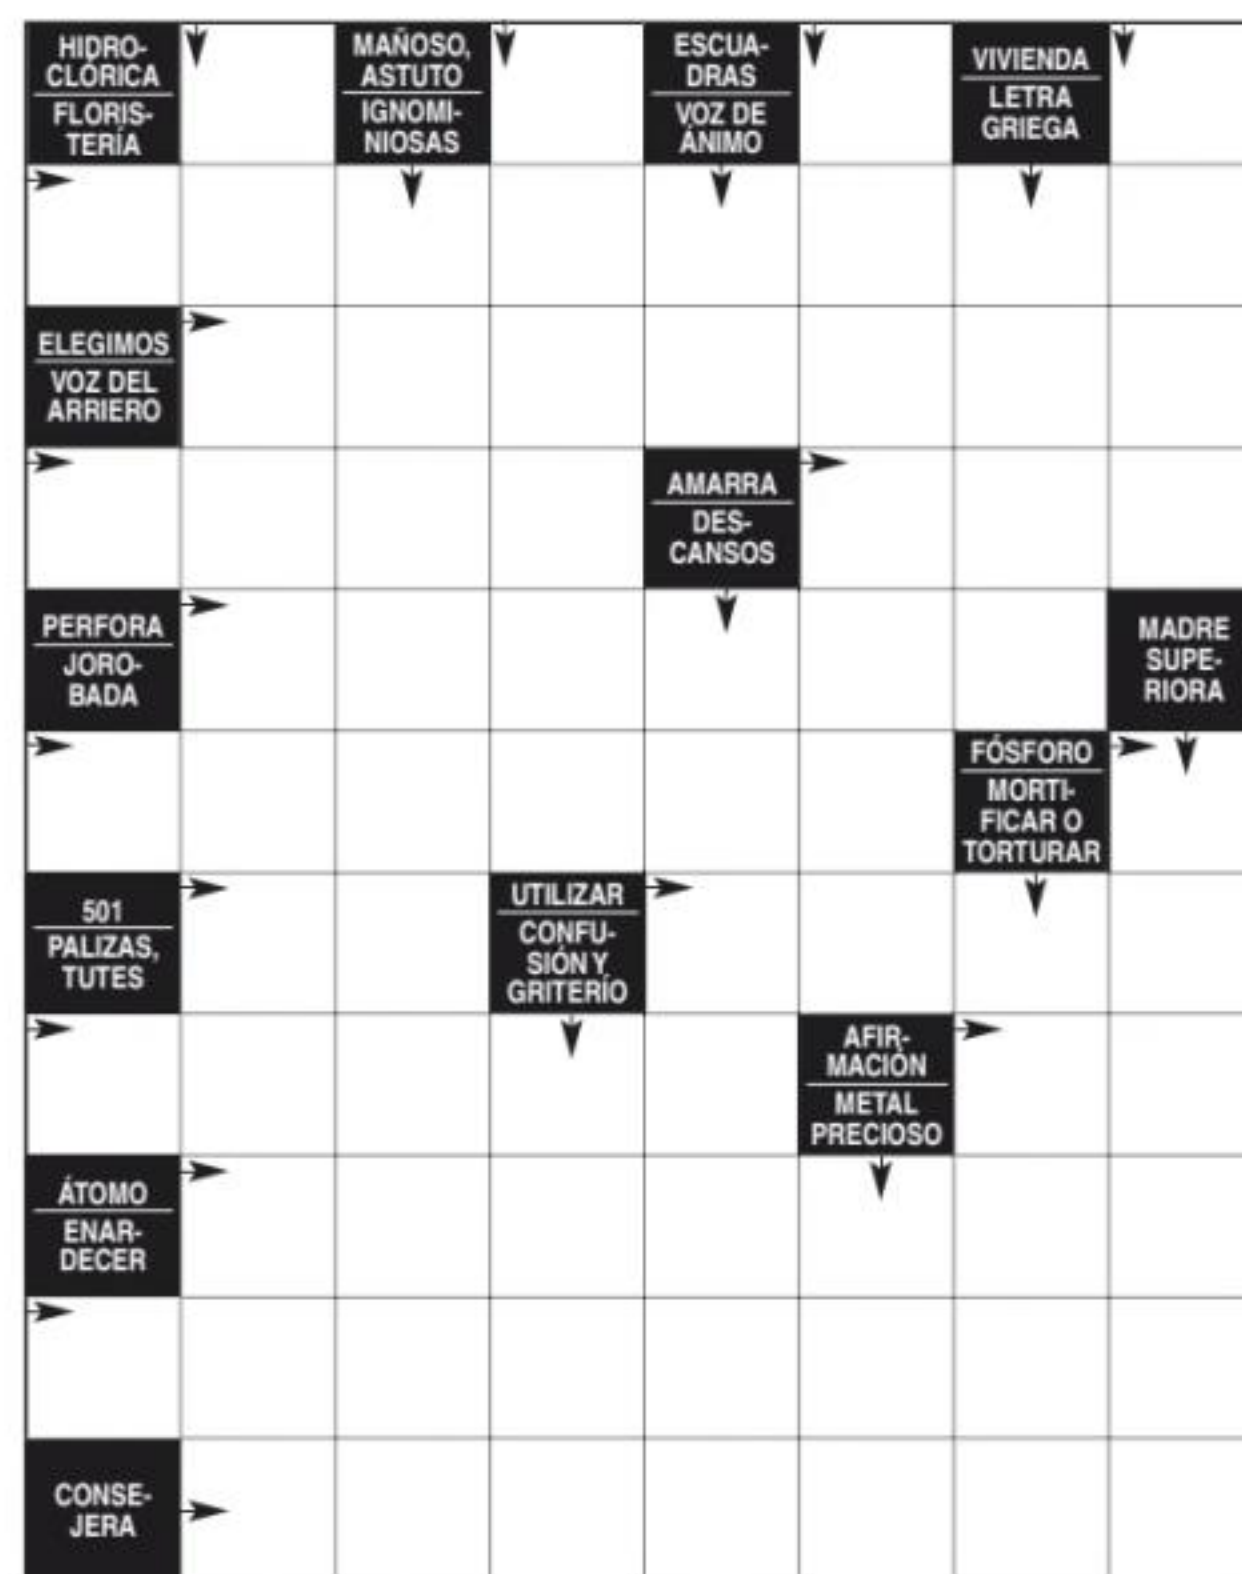 HIDRO-
CLÓRICA
FLORIS-
TERÍA
MAÑOSO,
ASTUTO
IGNOMI-
NIOSAS
ESCUA-
DRAS
VOZ DE
ÁNIMO
VIVIENDA
LETRA
GRIEGA
ELEGIMOS
VOZ DEL
ARRIERO
AMARRA
DES-
CANSOS
PERFORA
JORO-
BADA
MADRE
SUPE-
RIORA
FÓSFORO
MORTI-
FICAR O
TORTURAR
501
PALIZAS,
TUTES
UTILIZAR
CONFU-
SIÓN Y
GRITERÍO
AFIR-
MACIÓN
METAL
PRECIOSO
ÁTOMO
ENAR-
DECER
CONSE-
JERA